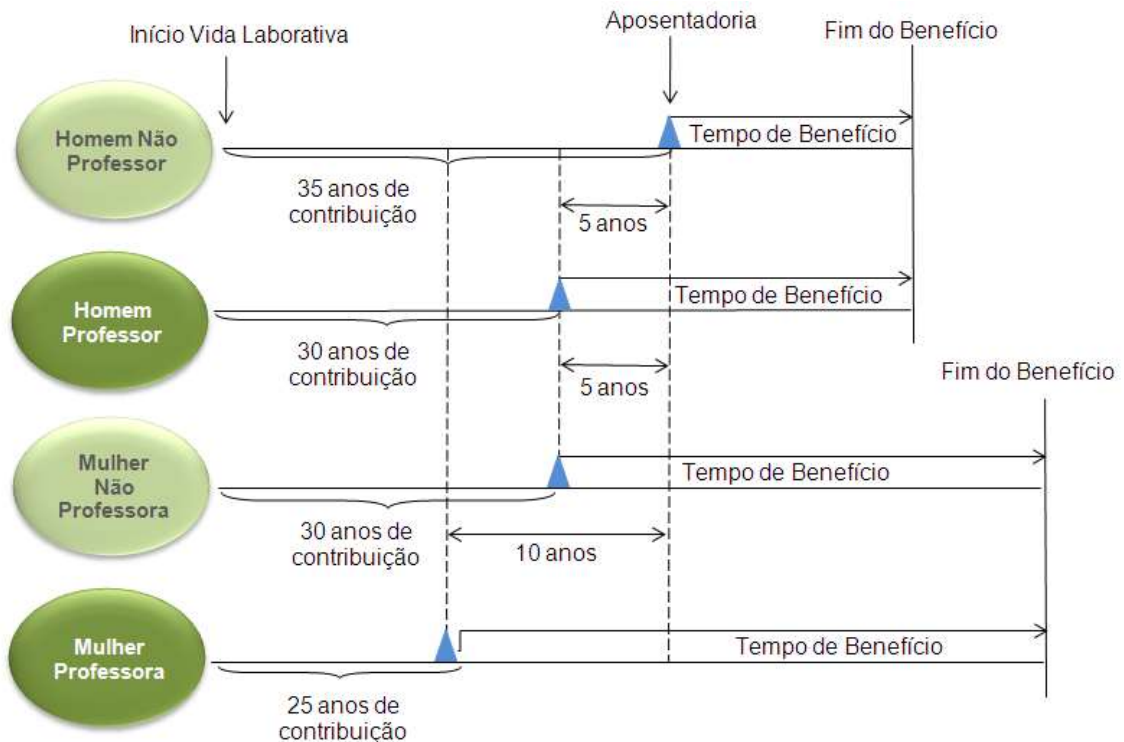 Início Vida Laborativa
Aposentadoria
Fim do Benefício
Homem Não
Professor
Tempo de Benefício
35 anos de
contribuição
5 anos
Homem
Professor
Tempo de Benefício
30 anos de
contribuição
5 anos
Fim do Benefício
Mulher
Não
Professora
Tempo de Benefício
30 anos de
contribuição
10 anos
Mulher
Professora
Tempo de Benefício
25 anos de
contribuição